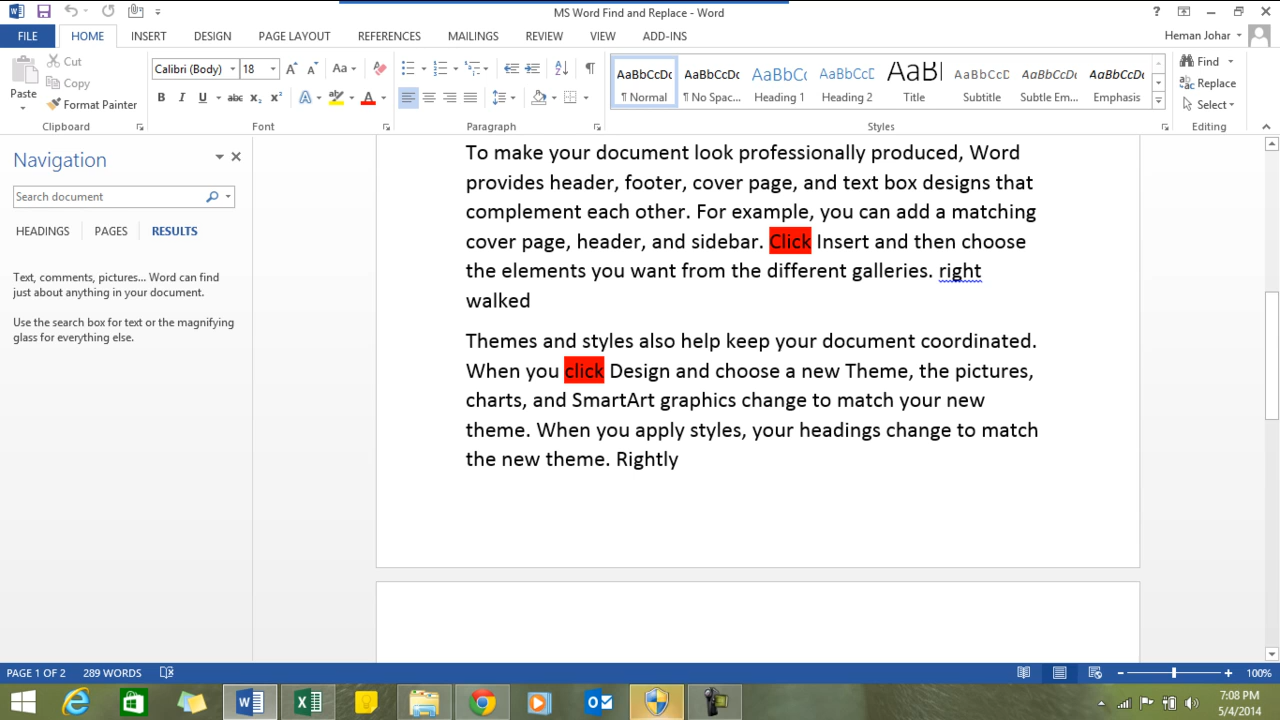 MS Word Find and Replace - Word
?
FILE HOME INSERT DESIGN PAGE LAYOUT REFERENCES MAILINGS REVIEW VIEW ADD-INS Heman Johar
Paste
Cut
Copy
Format Painter
Clipboard
Calibri (Body) 18 Aa
B I U abc x₂ x² A A
Font
Paragraph
AaBbCcDc AaBbCcDc AaBbCc AaBbCcC AaBl AaBbCcC AaBbCcDc AaBbCcDc
¶ Normal ¶ No Spac... Heading 1 Heading 2 Title Subtitle Subtle Em... Emphasis
Styles
Find
Replace
Select
Editing
Navigation
Search document
HEADINGS PAGES RESULTS
Text, comments, pictures... Word can find
just about anything in your document.
Use the search box for text or the magnifying
glass for everything else.
To make your document look professionally produced, Word
provides header, footer, cover page, and text box designs that
complement each other. For example, you can add a matching
cover page, header, and sidebar. Click Insert and then choose
the elements you want from the different galleries. right
walked
Themes and styles also help keep your document coordinated.
When you click Design and choose a new Theme, the pictures,
charts, and SmartArt graphics change to match your new
theme. When you apply styles, your headings change to match
the new theme. Rightly
PAGE 1 OF 2 289 WORDS 100%
7:08 PM
5/4/2014